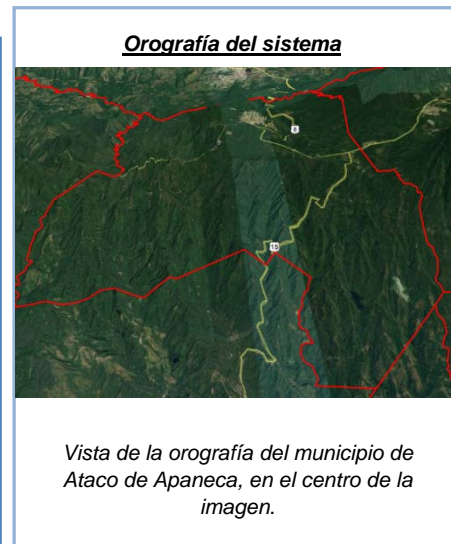 Orografía del sistema
8
15
Vista de la orografía del municipio de
Ataco de Apaneca, en el centro de la
imagen.